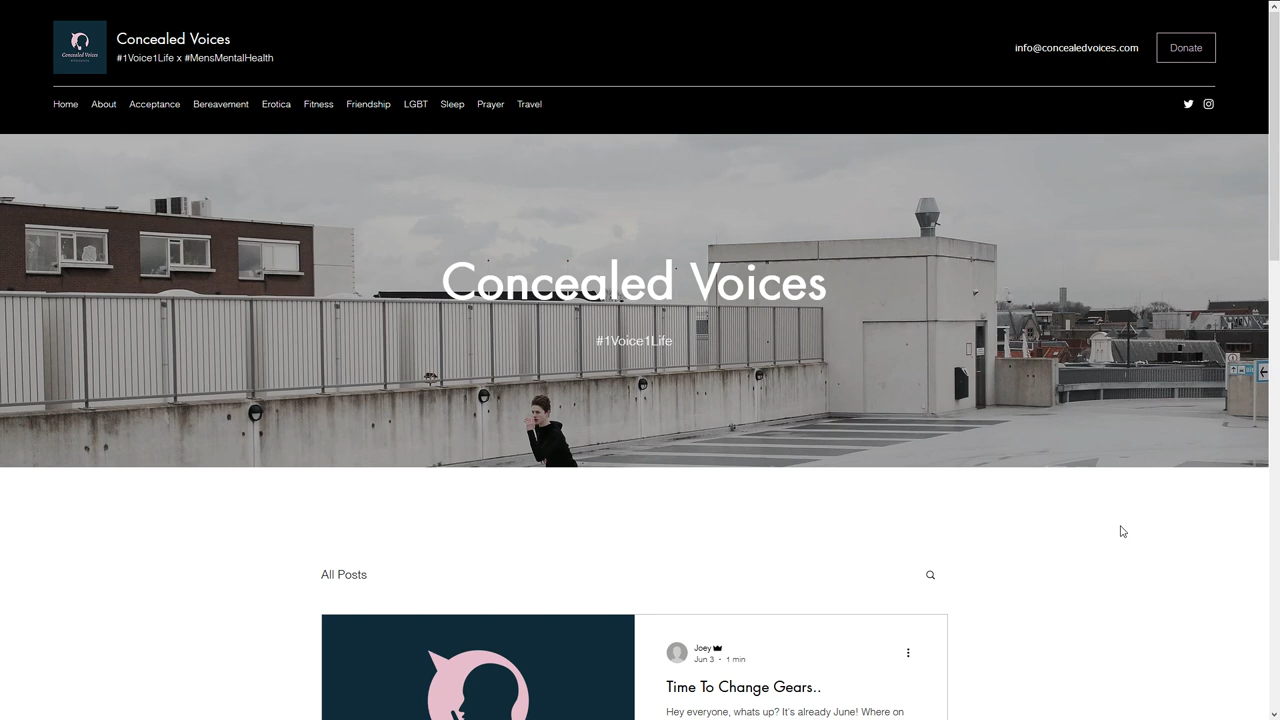 Concealed Voices
Concealed Voices
#1Voice1Life x #MensMentalHealth
info@concealedvoices.com
Donate
Home About Acceptance Bereavement Erotica Fitness Friendship LGBT Sleep Prayer Travel
Concealed Voices
#1Voice1Life
All Posts
Joey
Jun 3 · 1 min
Time To Change Gears..
Hey everyone, whats up? It's already June! Where on